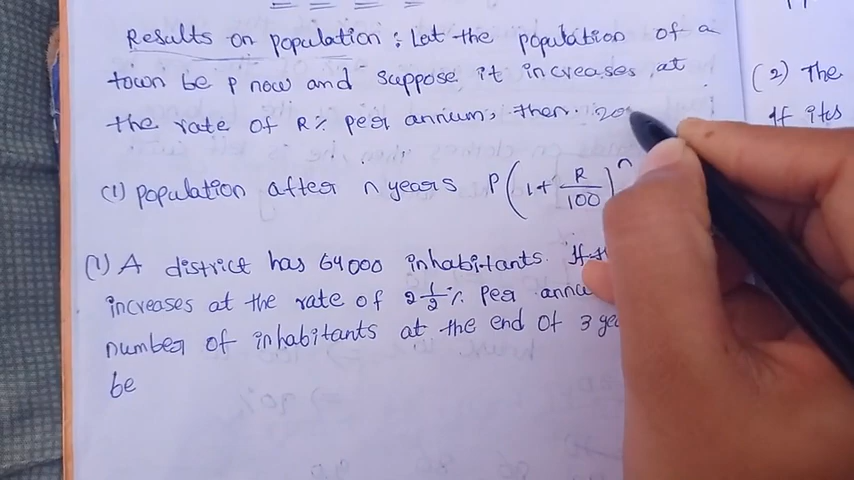 Results on population : Let the population of a
town be P now and suppose it increases at
the rate of R% per annum, then. 20
(1) population after n years P(1+R/100)^n
(1) A district has 64000 inhabitants. If
increases at the rate of 2 1/2 % per
number of inhabitants at the end of 3
be
(2) The
If its